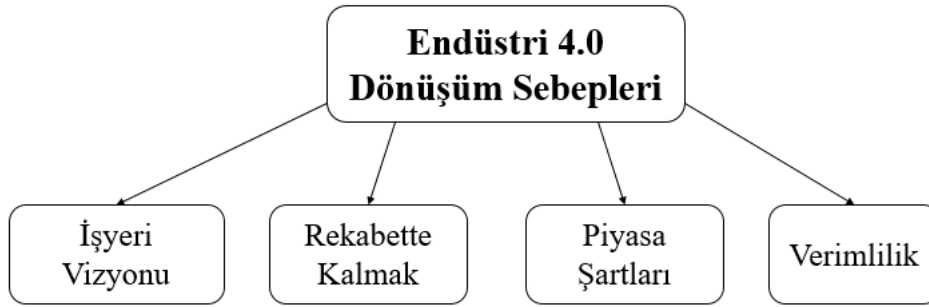 Endüstri 4.0
Dönüşüm Sebepleri
İşyeri
Vizyonu
Rekabette
Kalmak
Piyasa
Şartları
Verimlilik